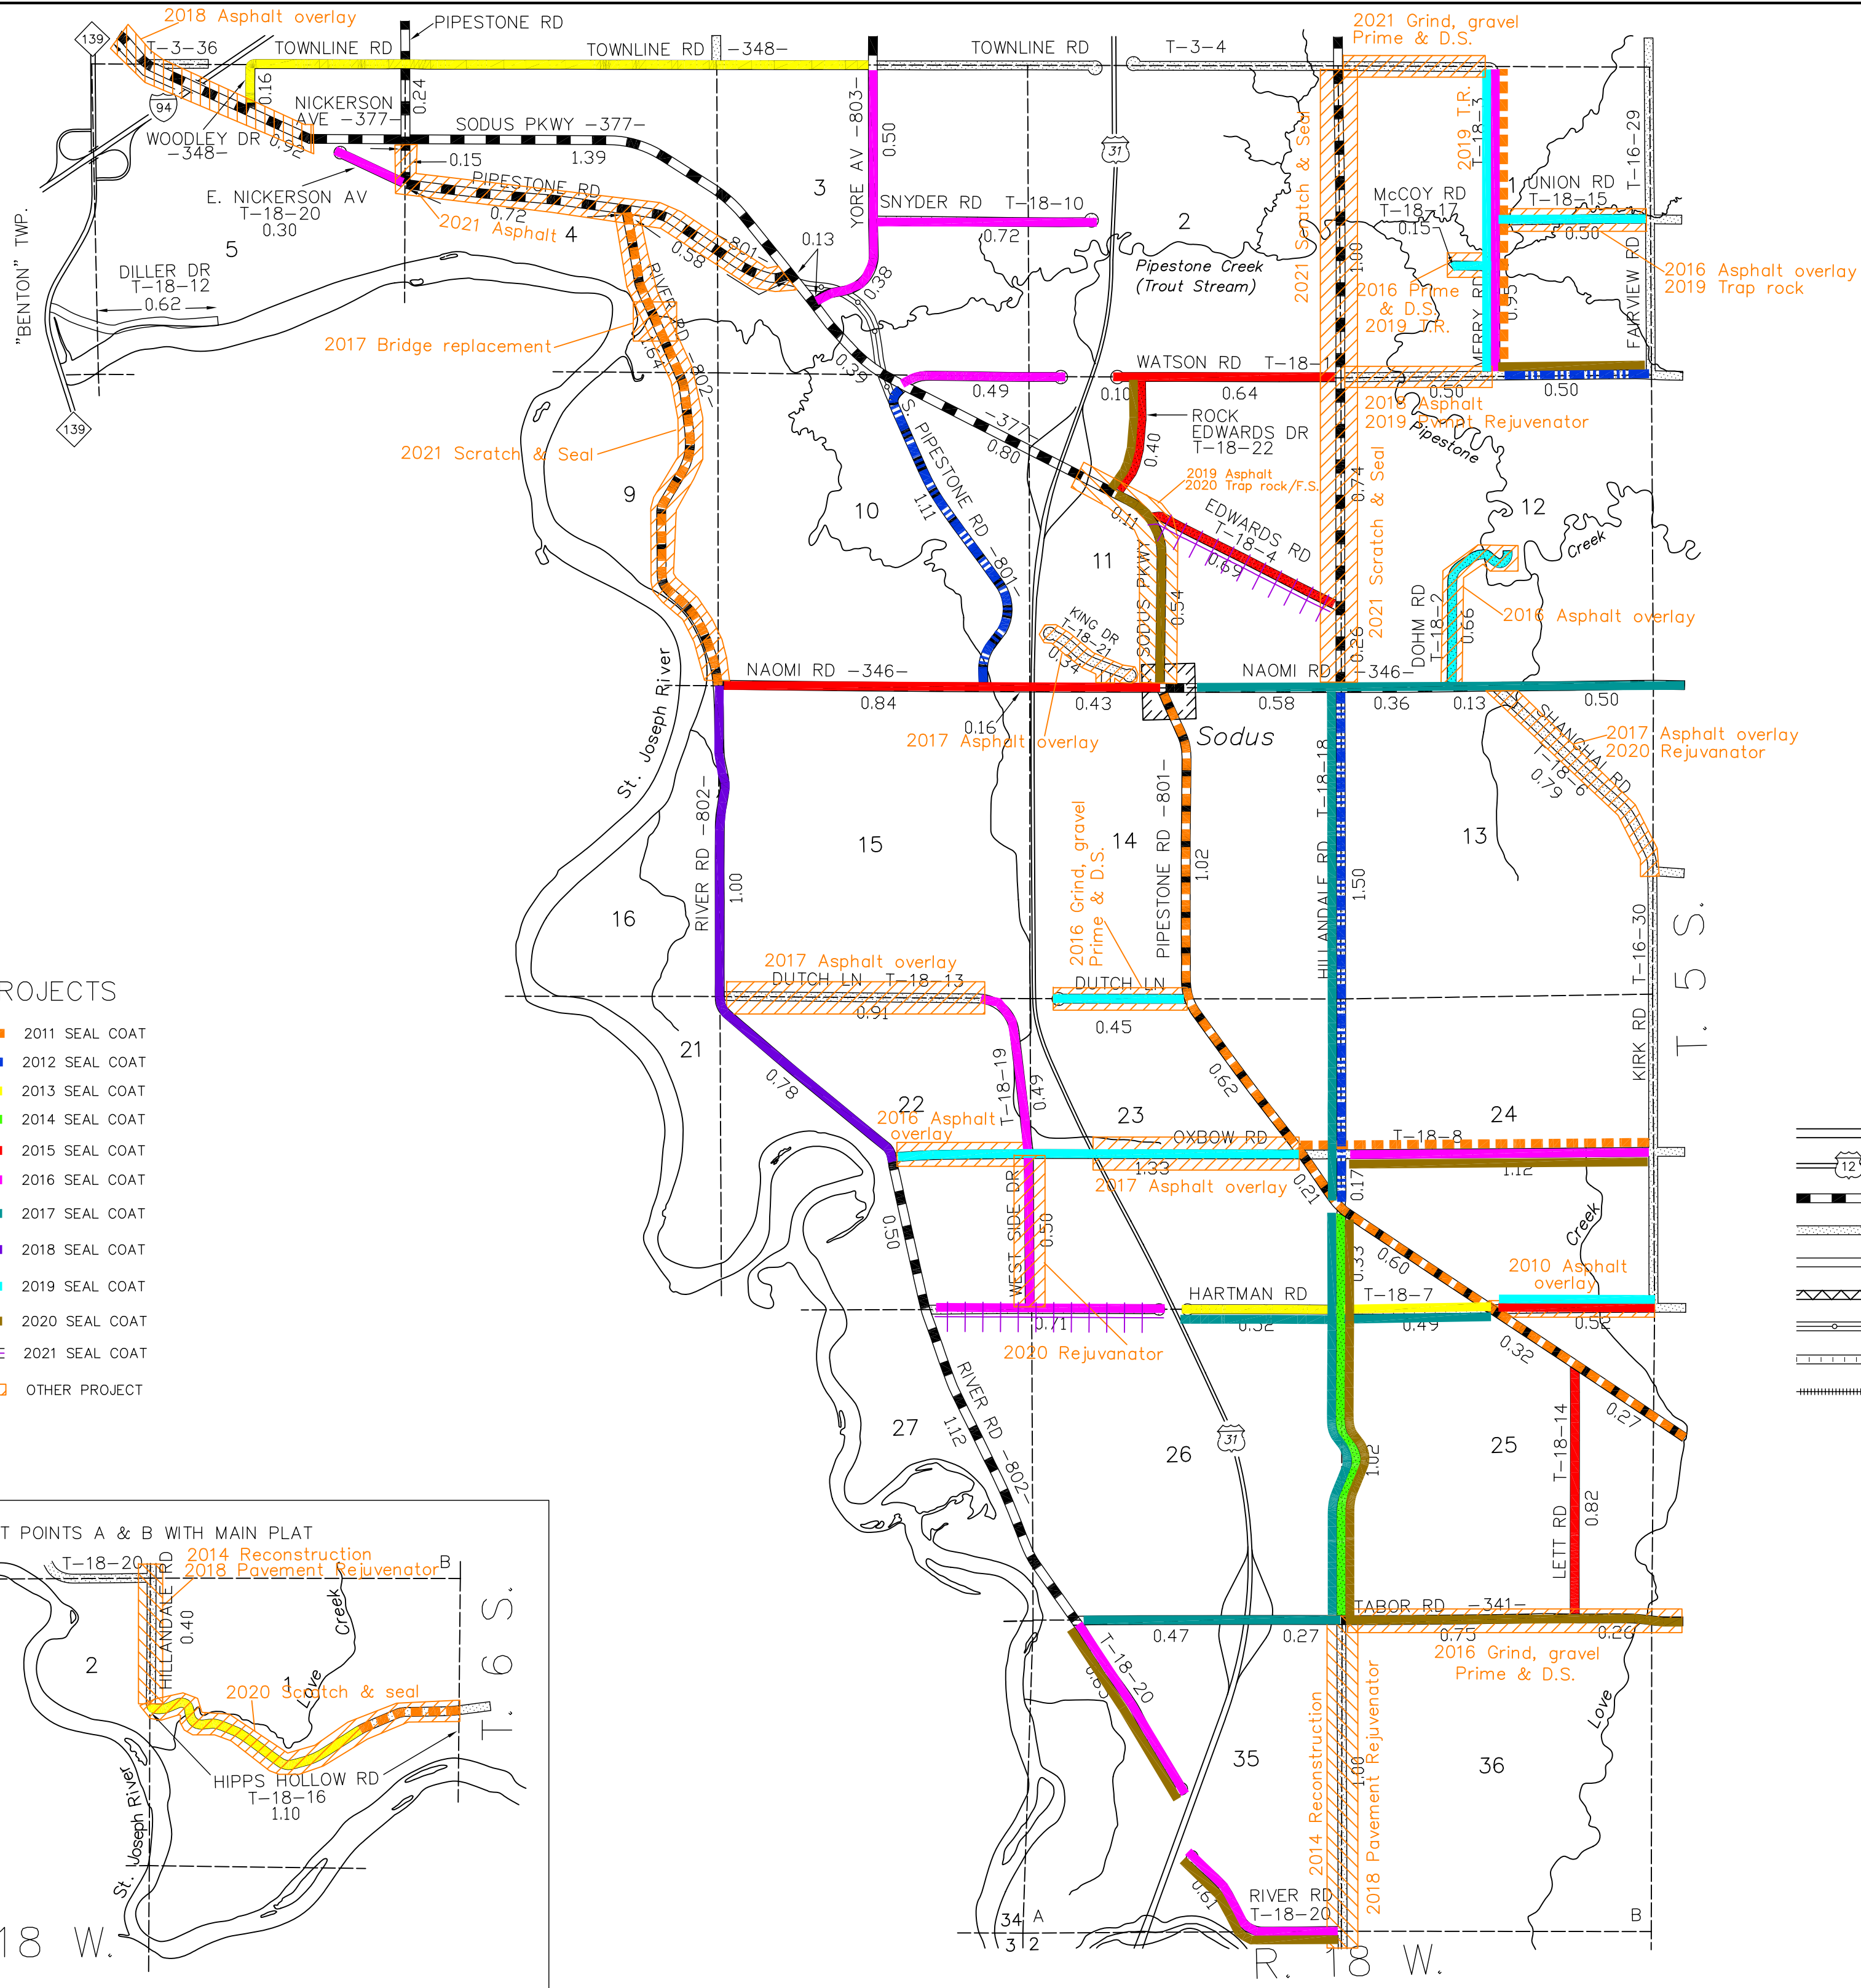 2018 Asphalt overlay
PIPESTONE RD
2021 Grind, gravel
Prime & D.S.
139
T-3-36
TOWNLINE RD
TOWNLINE RD -348-
TOWNLINE RD
T-3-4
94
0.16
0.24
NICKERSON
AVE -377-
SODUS PKWY -377-
WOODLEY DR
-348-
0.92
0.15
1.39
YORE AV -803-
0.50
31
2021 Scratch & Seal
1.00
2019 T.R.
T-18-3
T-16-29
E. NICKERSON AV
T-18-20
0.30
PIPESTONE RD
0.72
2021 Asphalt
4
5
3
SNYDER RD T-18-10
0.72
2
McCOY RD
T-18-17
0.15
1
UNION RD
T-18-15
0.50
"BENTON" TWP.
DILLER DR
T-18-12
0.62
0.58
801-
0.13
0.38
Pipestone Creek
(Trout Stream)
2016 Asphalt overlay
2019 Trap rock
2016 Prime
& D.S.
2019 T.R.
MERRY RD
0.95
FAIRVIEW RD
139
RIVER RD -802-
1.64
2017 Bridge replacement
0.39
0.49
WATSON RD T-18-1
0.10
0.64
0.50
0.50
2018 Asphalt
S. PIPESTONE RD -801-
1.11
-377-
0.80
ROCK
EDWARDS DR
T-18-22
0.40
Pipestone
Creek
2021 Scratch & Seal
9
10
2019 Asphalt
2020 Trap rock/F.S.
EDWARDS RD
T-18-4
0.69
0.74
2021 Scratch & Seal
12
0.11
11
SODUS PKWY
0.54
KING DR
T-18-21
0.34
0.26
DOHM RD
T-18-2
0.66
2016 Asphalt overlay
St. Joseph River
NAOMI RD -346-
NAOMI RD -346-
0.84
0.16
0.43
0.58
0.36
0.13
0.50
2017 Asphalt overlay
Sodus
SHANGHAI RD
T-18-6
0.79
2017 Asphalt overlay
2020 Rejuvanator
RIVER RD -802-
1.00
15
14
2016 Grind, gravel
Prime & D.S.
PIPESTONE RD -801-
1.02
HILLANDALE RD T-18-18
1.50
13
16
KIRK RD T-16-30
T. 5 S.
2017 Asphalt overlay
DUTCH LN T-18-13
0.91
DUTCH LN
0.45
ROJECTS
2011 SEAL COAT
2012 SEAL COAT
2013 SEAL COAT
2014 SEAL COAT
2015 SEAL COAT
2016 SEAL COAT
2017 SEAL COAT
2018 SEAL COAT
2019 SEAL COAT
2020 SEAL COAT
2021 SEAL COAT
OTHER PROJECT
21
0.78
22
T-18-19
0.49
23
0.62
24
2016 Asphalt
overlay
OXBOW RD
1.33
T-18-8
1.12
12
2017 Asphalt overlay
0.21
0.17
0.50
WEST SIDE DR
0.50
0.33
0.60
Creek
2010 Asphalt
overlay
HARTMAN RD
T-18-7
0.71
0.52
0.49
0.52
2020 Rejuvanator
0.32
0.27
RIVER RD -802-
1.12
27
26
31
1.02
25
LETT RD T-18-14
0.82
T POINTS A & B WITH MAIN PLAT
T-18-20
HILLANDALE RD
0.40
2014 Reconstruction
2018 Pavement Rejuvenator
B
Creek
Love
2
1
T. 6 S.
2020 Scratch & seal
HIPPS HOLLOW RD
T-18-16
1.10
St. Joseph River
TABOR RD -341-
0.47
0.27
0.75
0.26
2016 Grind, gravel
Prime & D.S.
T-18-20
35
2014 Reconstruction
1.00
2018 Pavement Rejuvenator
36
Love
0.61
RIVER RD
T-18-20
34 A
3 2
B
18 W.
R. 18 W.